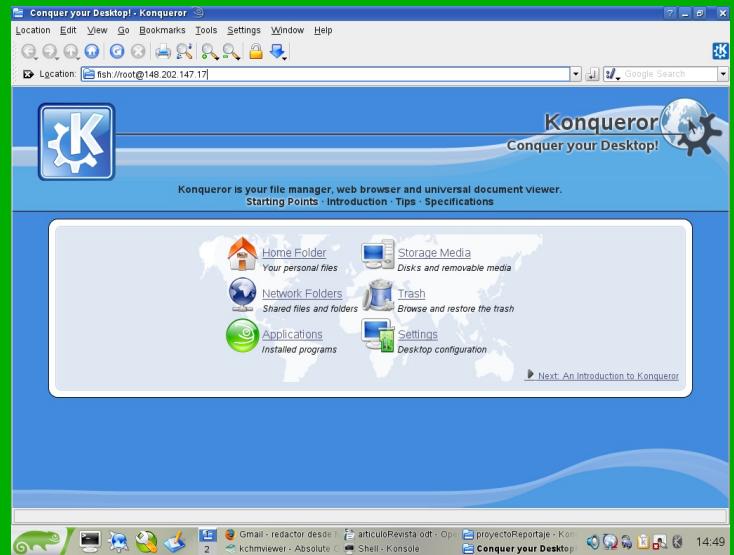 Conquer your Desktop! - Konqueror
Location Edit View Go Bookmarks Tools Settings Window Help
Location: fish://root@148.202.147.17 Google Search
Konqueror
Conquer your Desktop!
Konqueror is your file manager, web browser and universal document viewer.
Starting Points · Introduction · Tips · Specifications
Home Folder Storage Media
Your personal files Disks and removable media
Network Folders Trash
Shared files and folders Browse and restore the trash
Applications Settings
Installed programs Desktop configuration
Next: An Introduction to Konqueror
Gmail - redactor desde articuloRevista.odt - Ope proyectoReportaje - Kon
2 kchmviewer - Absolute Shell - Konsole Conquer your Desktop 14:49